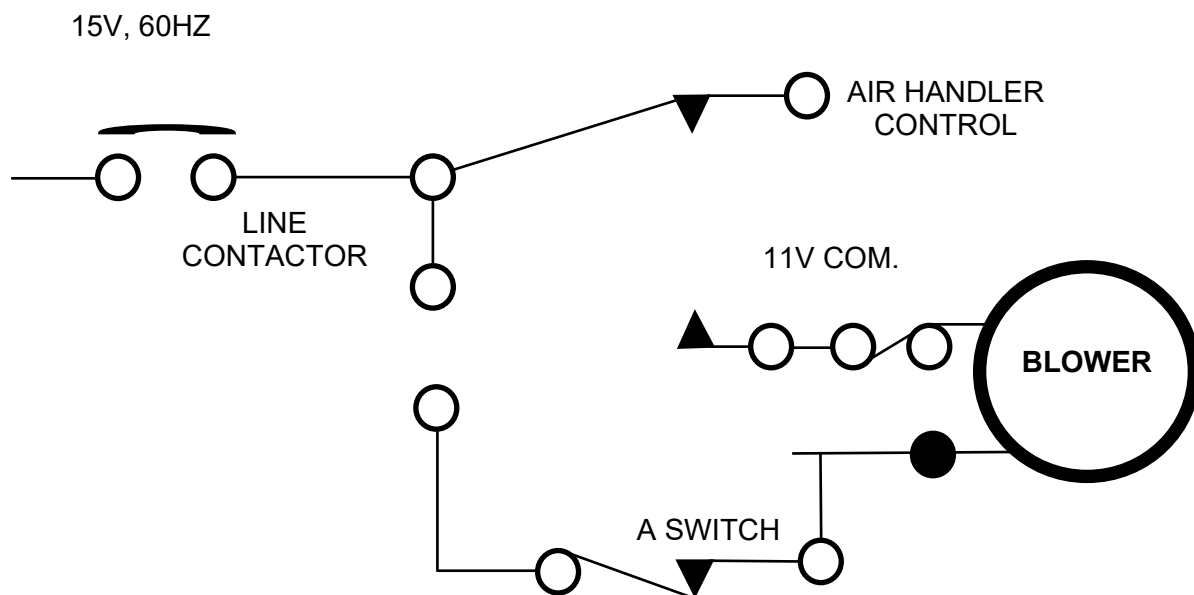 15V, 60HZ
AIR HANDLER
CONTROL
LINE
CONTACTOR
11V COM.
BLOWER
A SWITCH